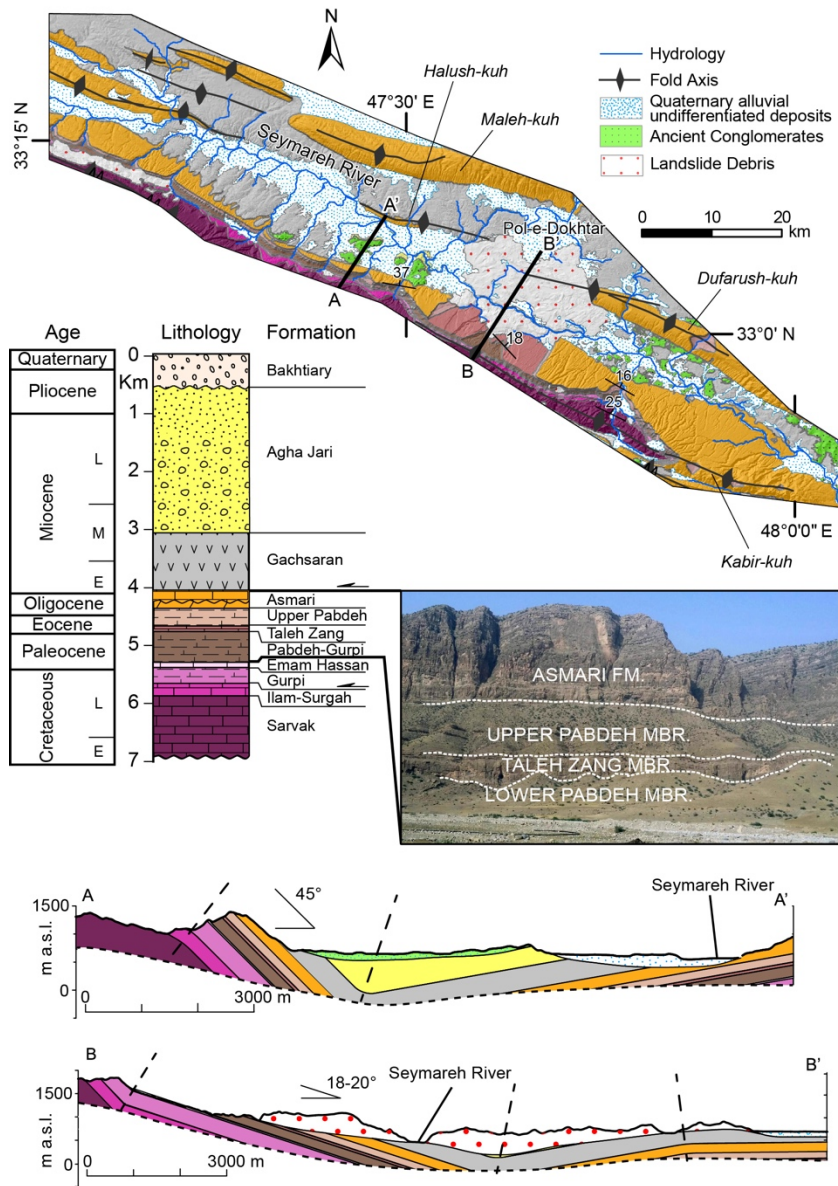 N
Hydrology
Fold Axis
Quaternary alluvial
undifferentiated deposits
Ancient Conglomerates
Landslide Debris
0 10 20
km
47°30' E
33°15' N
Halush-kuh
Maleh-kuh
Seymareh River
A'
A
37
Pol-e-Dokhtar
B'
B
18
Dufarush-kuh
33°0' N
16
25
48°0'0" E
Kabir-kuh
Age
Lithology
Formation
Quaternary
Pliocene
Miocene
L
M
E
Oligocene
Eocene
Paleocene
Cretaceous
L
E
0
Km
1
2
3
4
5
6
7
Bakhtiary
Agha Jari
Gachsaran
Asmari
Upper Pabdeh
Taleh Zang
Pabdeh-Gurpi
Emam Hassan
Gurpi
Ilam-Surgah
Sarvak
ASMARI FM.
UPPER PABDEH MBR.
TALEH ZANG MBR.
LOWER PABDEH MBR.
A
A'
1500
m a.s.l.
0
45°
Seymareh River
0 3000 m
B
B'
1500
m a.s.l.
0
18-20°
Seymareh River
0 3000 m